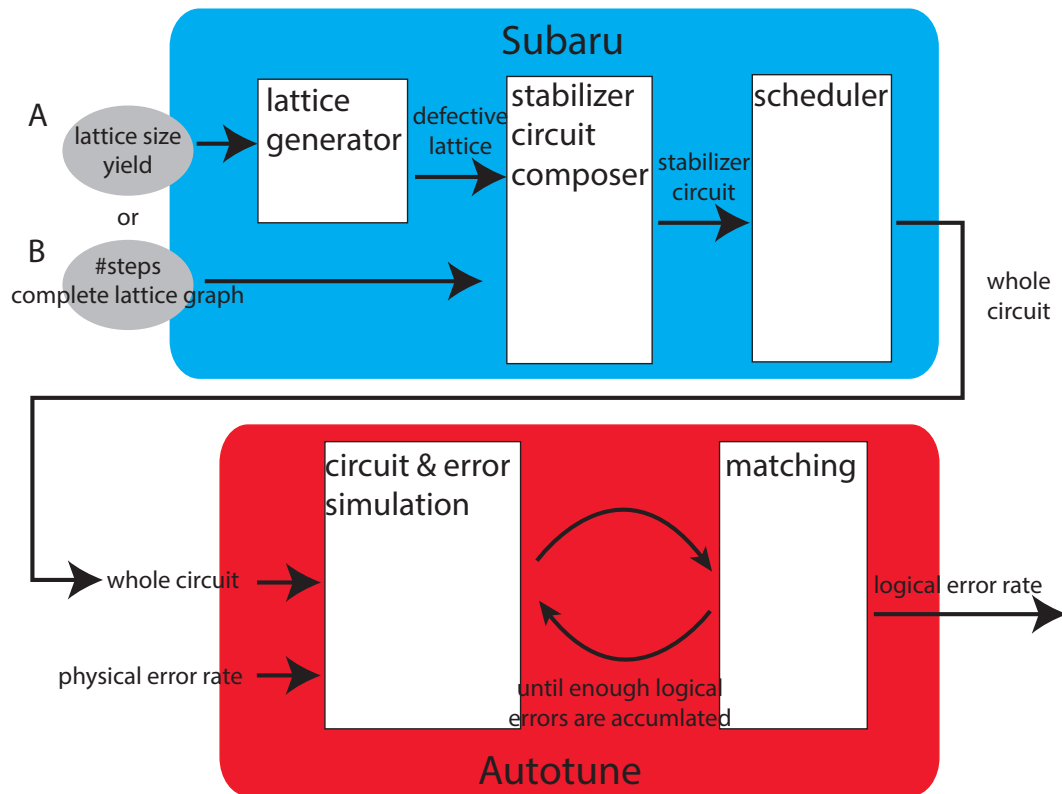 Subaru
A
lattice size
yield
or
B
#steps
complete lattice graph
lattice
generator
defective
lattice
stabilizer
circuit
composer
stabilizer
circuit
scheduler
whole
circuit
circuit & error
simulation
matching
whole circuit
physical error rate
until enough logical
errors are accumlated
logical error rate
Autotune